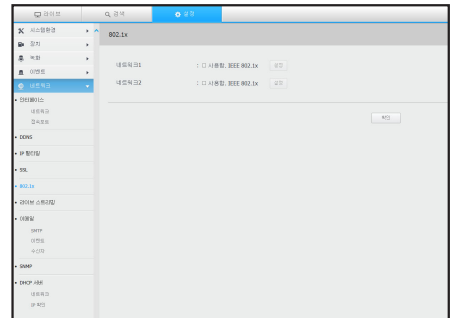 라이브 검색 설정
시스템환경
장치
녹화
이벤트
네트워크
• 인터페이스
네트워크
접속포트
• DDNS
• IP 필터링
• SSL
• 802.1x
• 라이브 스트리밍
• 이메일
SMTP
이벤트
수신자
• SNMP
• DHCP 서버
네트워크
IP 확인
802.1x
네트워크1 : 사용함. IEEE 802.1x 설정
네트워크2 : 사용함. IEEE 802.1x 설정
확인